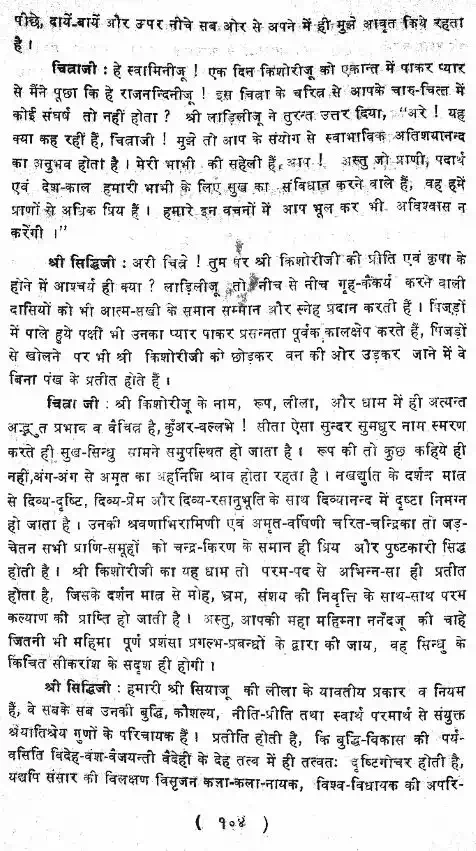 पीछे, दायें-बायें और उपर नीचे सब ओर से अपने में ही मुझे आवृत किये रहता
है ।
चित्राजी : हे स्वामिनीजू ! एक दिन किशोरीजू को एकान्त में पाकर प्यार
से मैंने पूछा कि हे राजनन्दिनीजू ! इस चित्रा के चरित्र से आपके चारु-चित्त में
कोई संघर्ष तो नहीं होता ? श्री लाड़िलीजू ने तुरन्त उत्तर दिया, "अरे ! यह
क्या कह रहीं हैं, चित्राजी ! मुझे तो आप के संयोग से स्वाभाविक अतिशयानन्द
का अनुभव होता है । मेरी भाभी की सहेली हैं, आप ! अस्तु जो प्राणी, पदार्थ
एवं देश-काल हमारी भाभी के लिए सुख का संविधान करने वाले हैं, वह हमें
प्राणों से अधिक प्रिय हैं । हमारे इन वचनों में आप भूल कर भी अविश्वास न
करेंगी ।"
श्री सिद्धिजी : अरी चित्रे ! तुम पर श्री किशोरीजी की प्रीति एवं कृपा के
होने में आश्चर्य ही क्या ? लाड़िलीजू तो नीच से नीच गृह-कैंकर्य करने वाली
दासियों को भी आत्म-सखी के समान सम्मान और स्नेह प्रदान करती हैं । पिंजड़ों
में पाले हुये पक्षी भी उनका प्यार पाकर प्रसन्नता पूर्वक कालक्षेप करते हैं, पिंजड़ों
से खोलने पर भी श्री किशोरीजी को छोड़कर वन की ओर उड़कर जाने में वे
बिना पंख के प्रतीत होते हैं ।
चित्रा जी : श्री किशोरीजू के नाम, रूप, लीला, और धाम में ही अत्यन्त
अद्भुत प्रभाव व वैचित्र है, कुँअर-बल्लभे ! सीता ऐसा सुन्दर सुमधुर नाम स्मरण
करते ही सुख-सिन्धु सामने समुपस्थित हो जाता है । रूप की तो कुछ कहिये ही
नहीं, अंग-अंग से अमृत का अहर्निशि श्राव होता रहता है । नखद्युति के दर्शन मात्र
से दिव्य-दृष्टि, दिव्य-प्रेम और दिव्य-रसानुभूति के साथ दिव्यानन्द में दृष्टा निमग्न
हो जाता है । उनकी श्रवणाभिरामिणी एवं अमृत-वर्षिणी चरित-चन्द्रिका तो जड़-
चेतन सभी प्राणि-समूहों को चन्द्र-किरण के समान ही प्रिय और पुष्टकारी सिद्ध
होती है । श्री किशोरीजी का यह धाम तो परम-पद से अभिन्न-सा ही प्रतीत
होता है, जिसके दर्शन मात्र से मोह, भ्रम, संशय की निवृत्ति के साथ-साथ परम
कल्याण की प्राप्ति हो जाती है । अस्तु, आपकी महा महिम्ना ननँदजू की चाहे
जितनी भी महिमा पूर्ण प्रशंसा प्रगल्भ-प्रबन्धों के द्वारा की जाय, वह सिन्धु के
किंचित सीकरांश के सदृश ही होगी ।
श्री सिद्धिजी : हमारी श्री सियाजू की लीला के यावतीय प्रकार व नियम
हैं, वे सबके सब उनकी बुद्धि, कौशल्य, नीति-प्रीति तथा स्वार्थ परमार्थ से संयुक्त
श्रेयातिश्रेय गुणों के परिचायक हैं । प्रतीति होती है, कि बुद्धि-विकास की पर्य-
वसिति विदेह-वंश-वैजयन्ती वैदेही के देह तत्व में ही तत्वतः दृष्टिगोचर होती है,
यद्यपि संसार की विलक्षण विसृजन कला-कला-नायक, विश्व-विधायक की अपरि-
( १०४ )